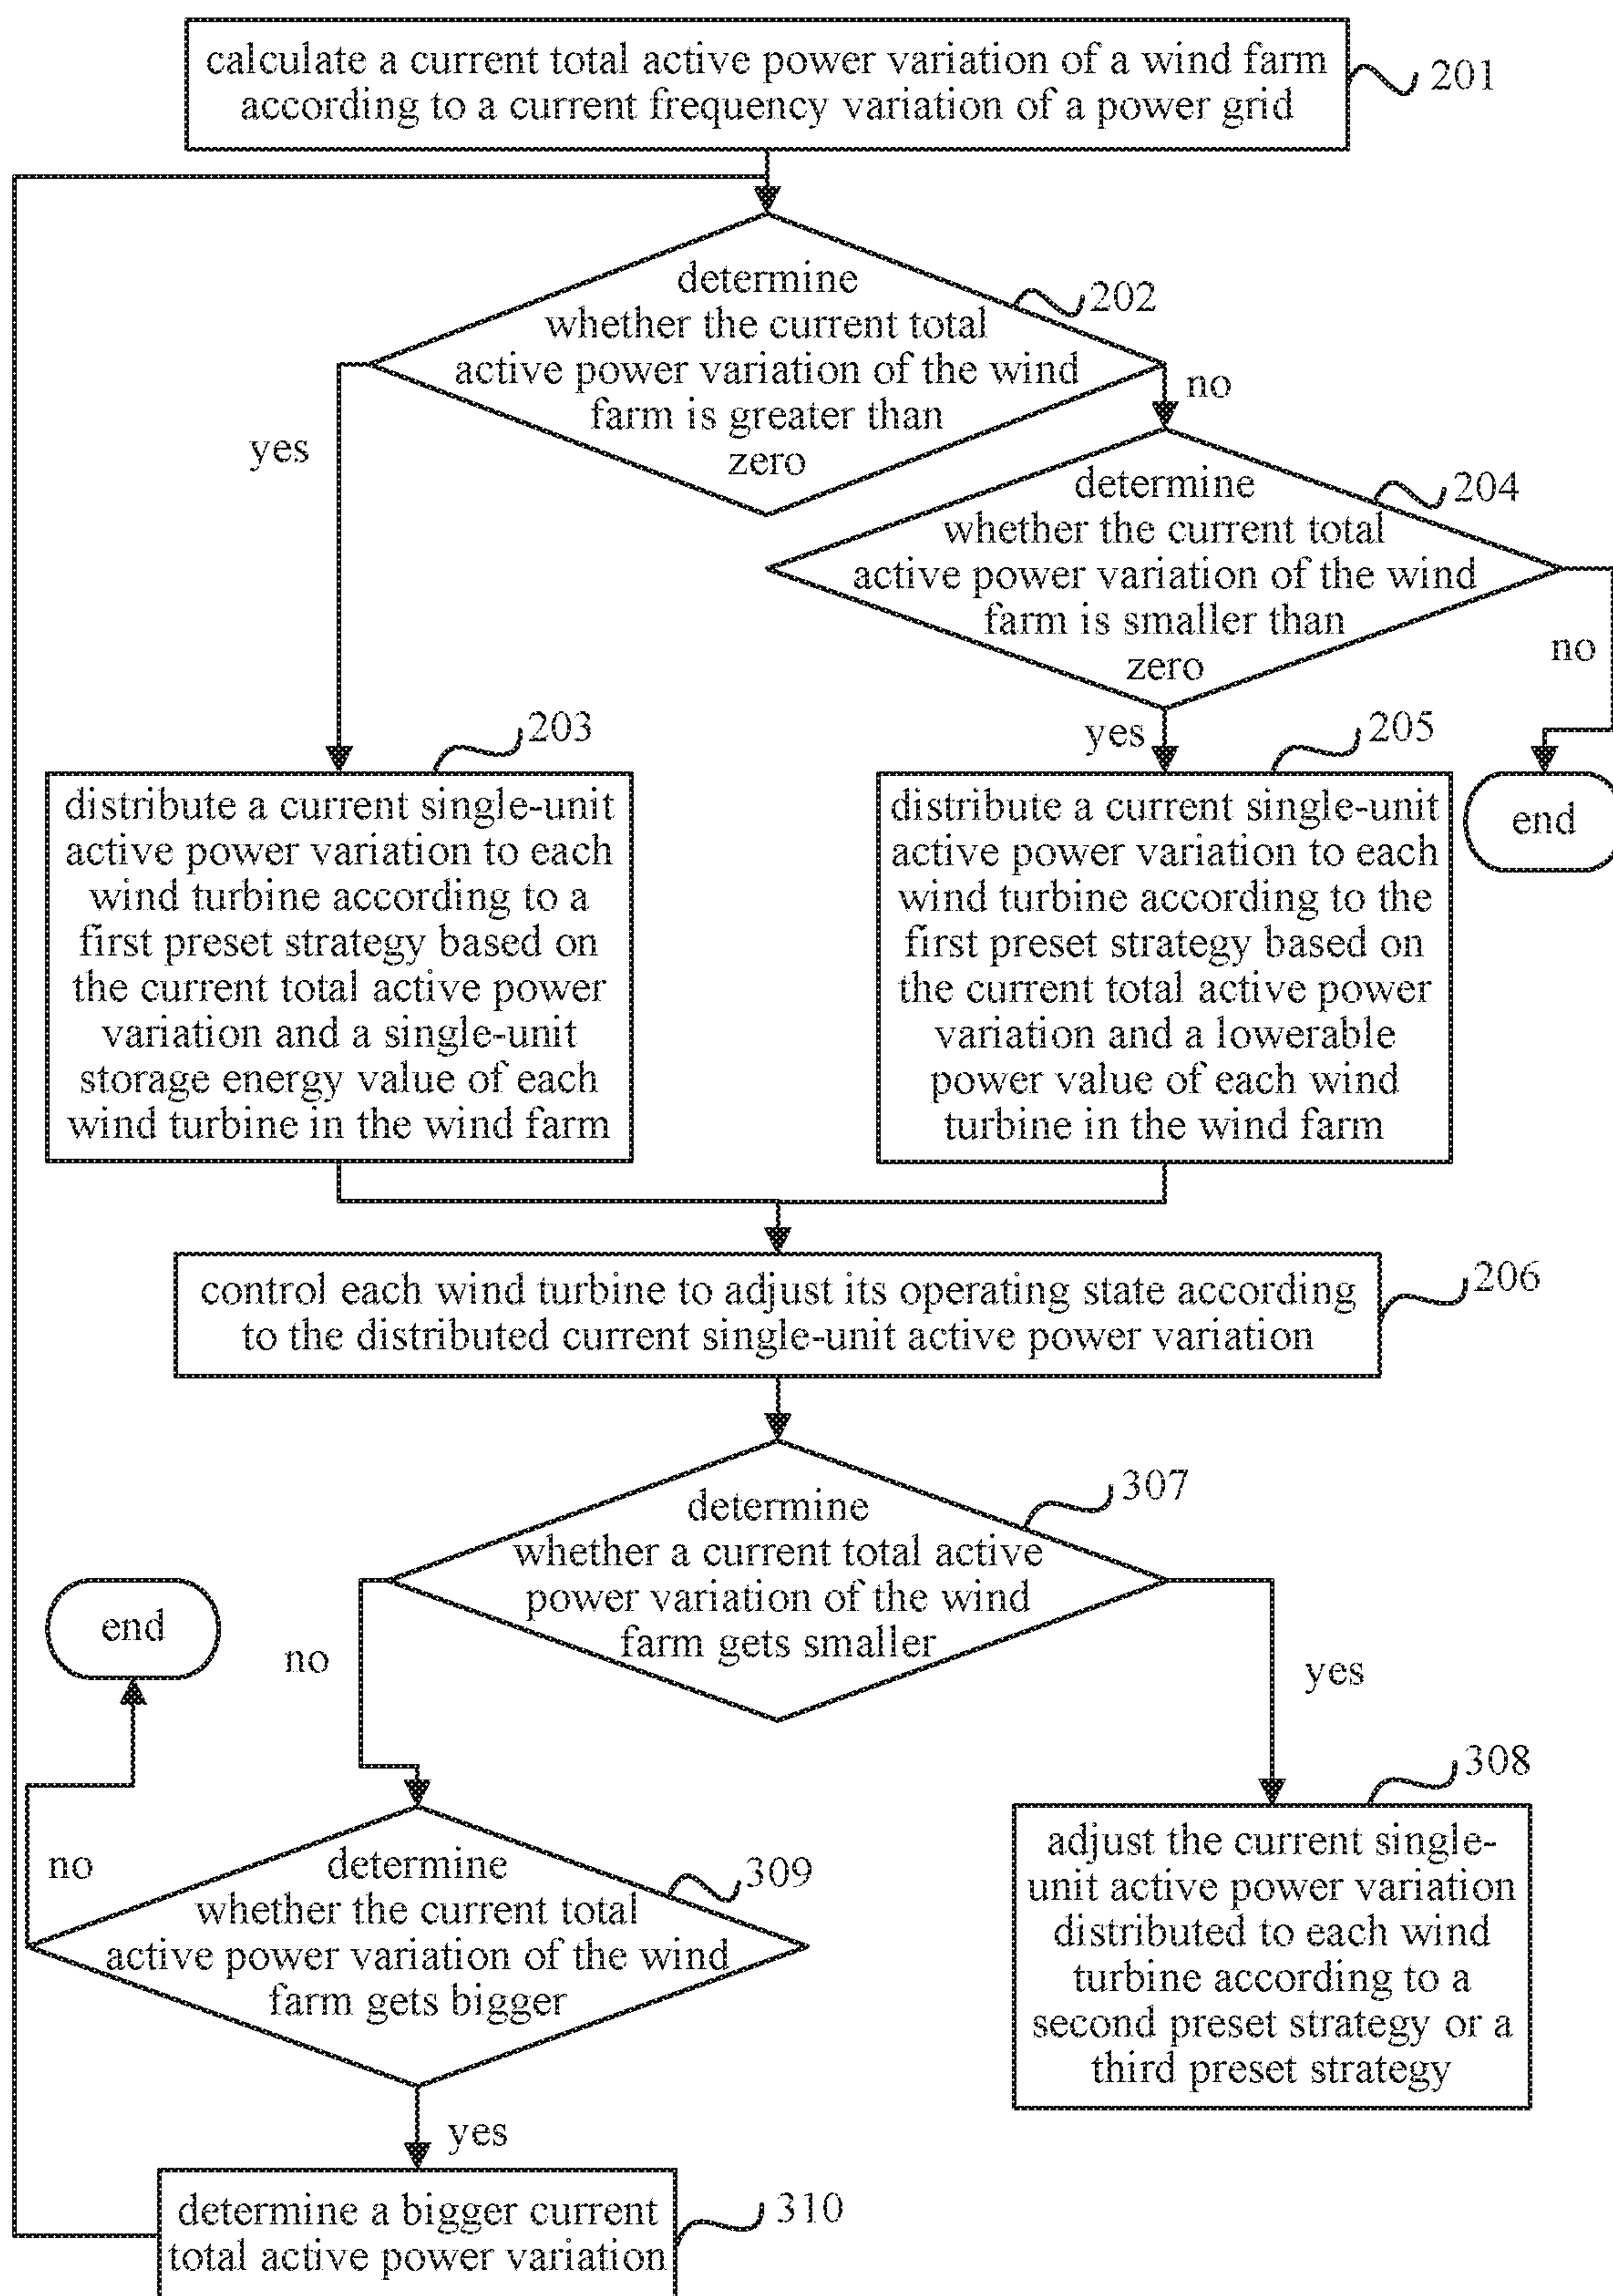 calculate a current total active power variation of a wind farm
according to a current frequency variation of a power grid
201
determine
whether the current total
active power variation of the wind
farm is greater than
zero
202
yes
no
determine
whether the current total
active power variation of the wind
farm is smaller than
zero
204
no
yes
203
205
distribute a current single-unit
active power variation to each
wind turbine according to a
first preset strategy based on
the current total active power
variation and a single-unit
storage energy value of each
wind turbine in the wind farm
distribute a current single-unit
active power variation to each
wind turbine according to the
first preset strategy based on
the current total active power
variation and a lowerable
power value of each wind
turbine in the wind farm
end
control each wind turbine to adjust its operating state according
to the distributed current single-unit active power variation
206
determine
whether a current total active
power variation of the wind
farm gets smaller
307
end
no
yes
308
adjust the current single-
unit active power variation
distributed to each wind
turbine according to a
second preset strategy or a
third preset strategy
no
determine
whether the current total
active power variation of the wind
farm gets bigger
309
yes
determine a bigger current
total active power variation
310